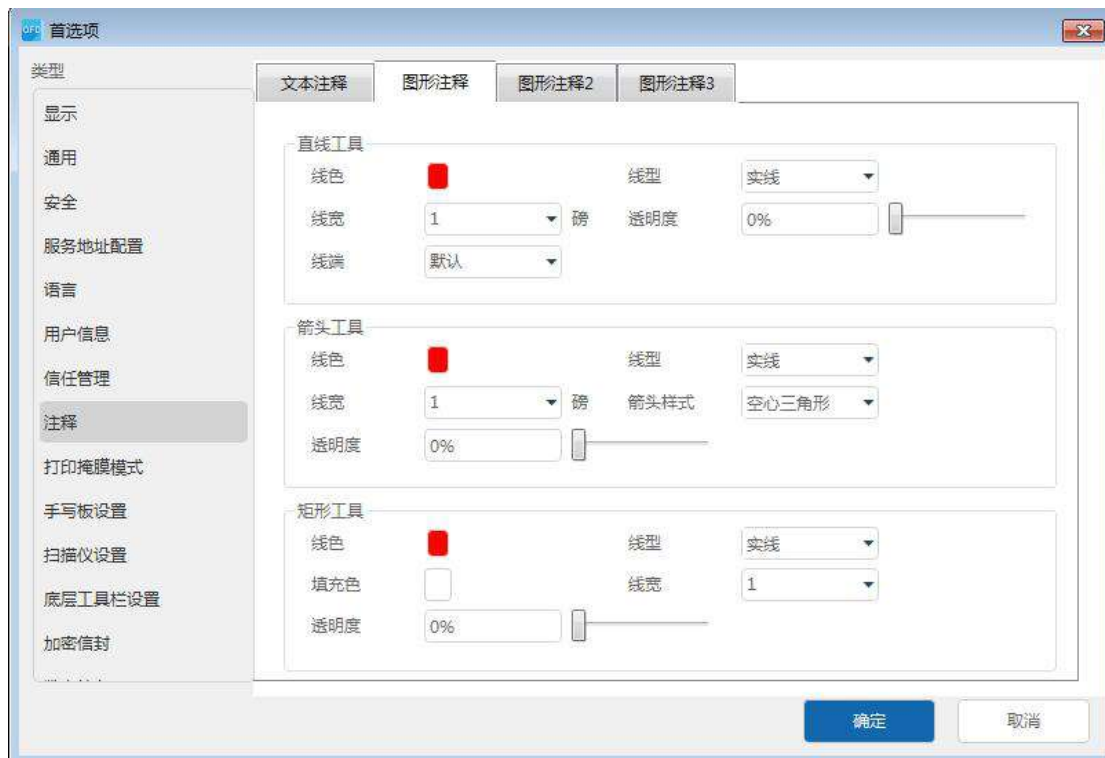 OFD 首选项
类型
显示
通用
安全
服务地址配置
语言
用户信息
信任管理
注释
打印掩膜模式
手写板设置
扫描仪设置
底层工具栏设置
加密信封
文本注释 图形注释 图形注释2 图形注释3
直线工具
线色 线型 实线
线宽 1 磅 透明度 0%
线端 默认
箭头工具
线色 线型 实线
线宽 1 磅 箭头样式 空心三角形
透明度 0%
矩形工具
线色 线型 实线
填充色 线宽 1
透明度 0%
确定 取消